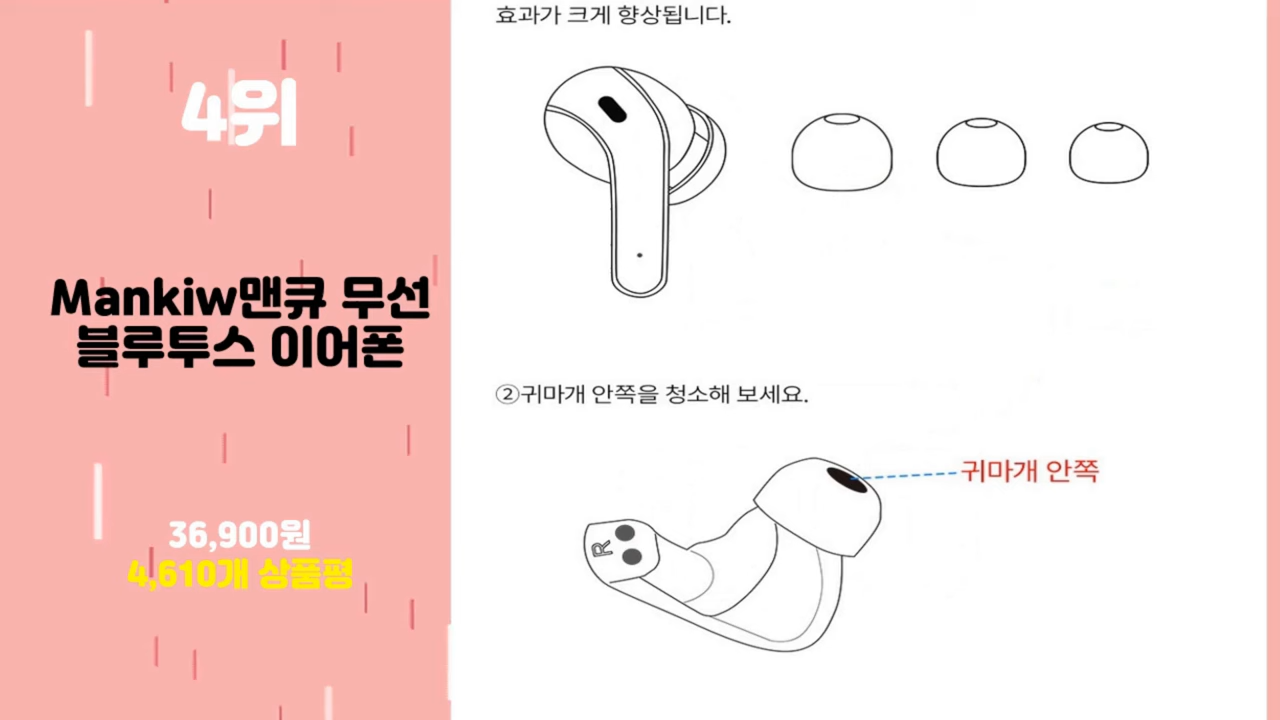 4위
Mankiw맨큐 무선
블루투스 이어폰
36,900원
4,610개 상품평
효과가 크게 향상됩니다.
②귀마개 안쪽을 청소해 보세요.
귀마개 안쪽
R